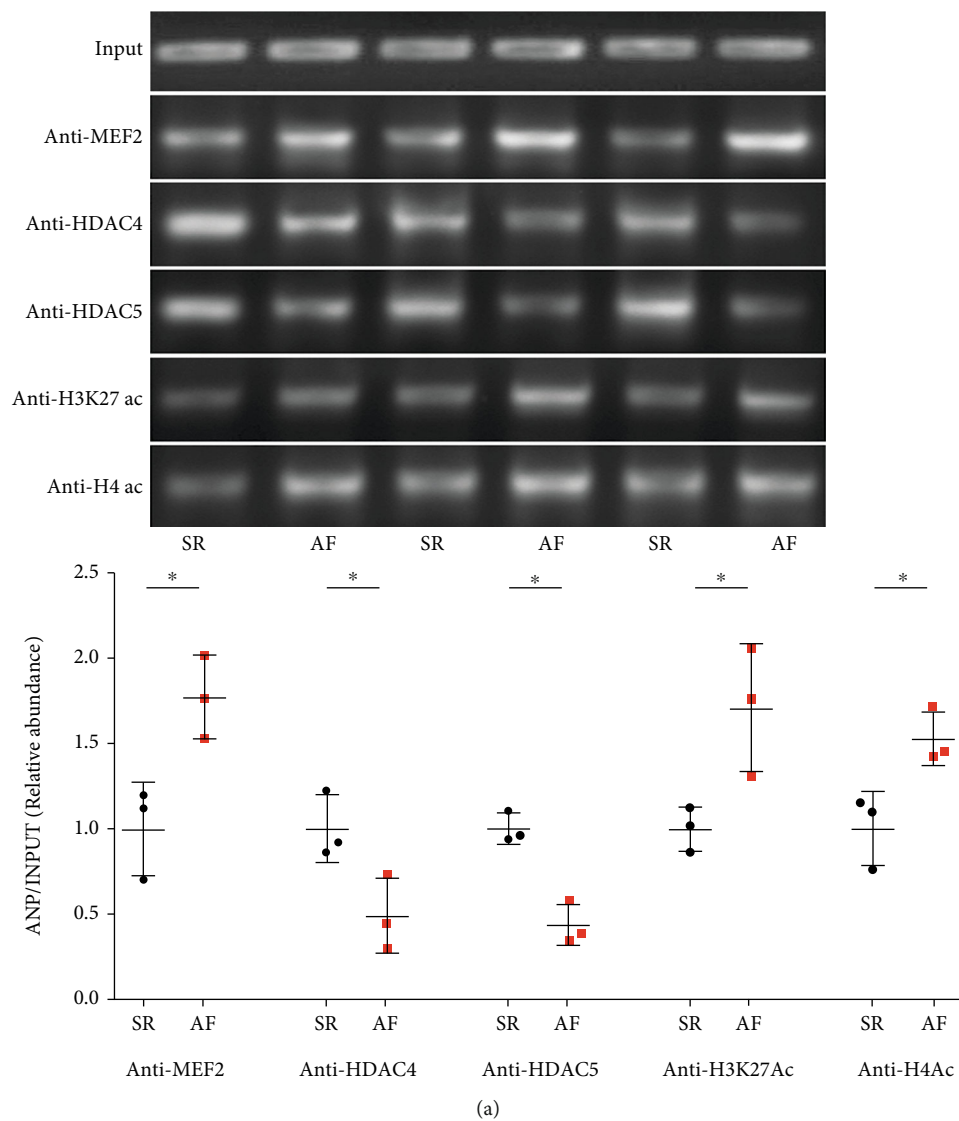 Input
Anti-MEF2
Anti-HDAC4
Anti-HDAC5
Anti-H3K27 ac
Anti-H4 ac
SR AF SR AF SR AF
* * * * *
2.5
2.0
1.5
1.0
0.5
0.0
ANP/INPUT (Relative abundance)
SR AF SR AF SR AF SR AF SR AF
Anti-MEF2 Anti-HDAC4 Anti-HDAC5 Anti-H3K27Ac Anti-H4Ac
(a)